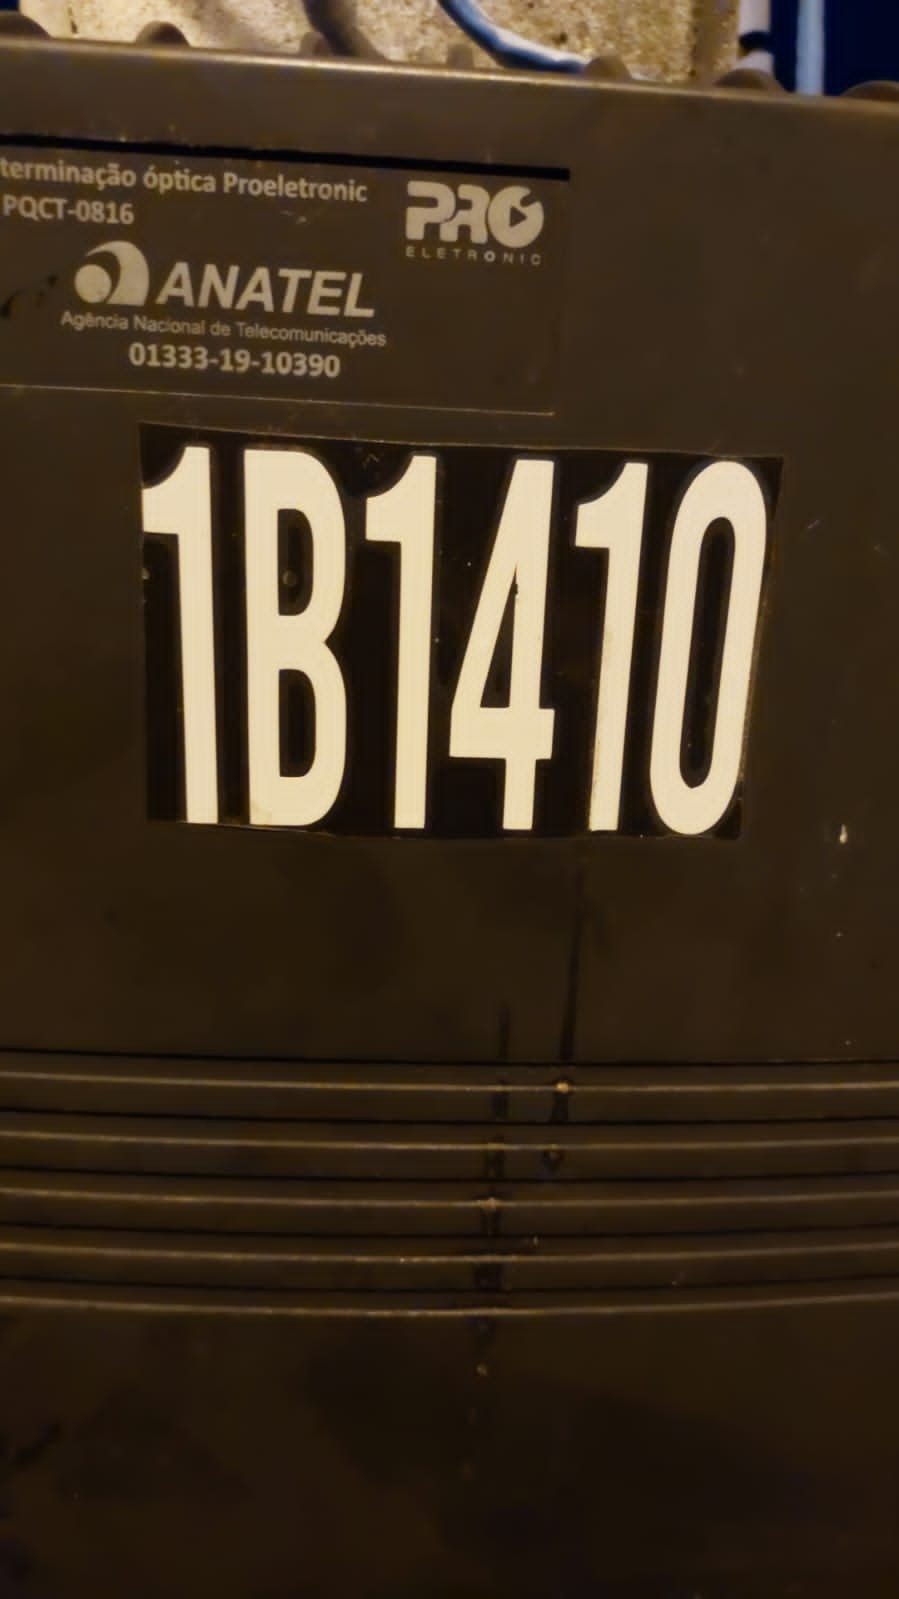 terminação óptica Proeletronic
PQCT-0816
PRO
ELETRONIC
ANATEL
Agência Nacional de Telecomunicações
01333-19-10390
1B1410